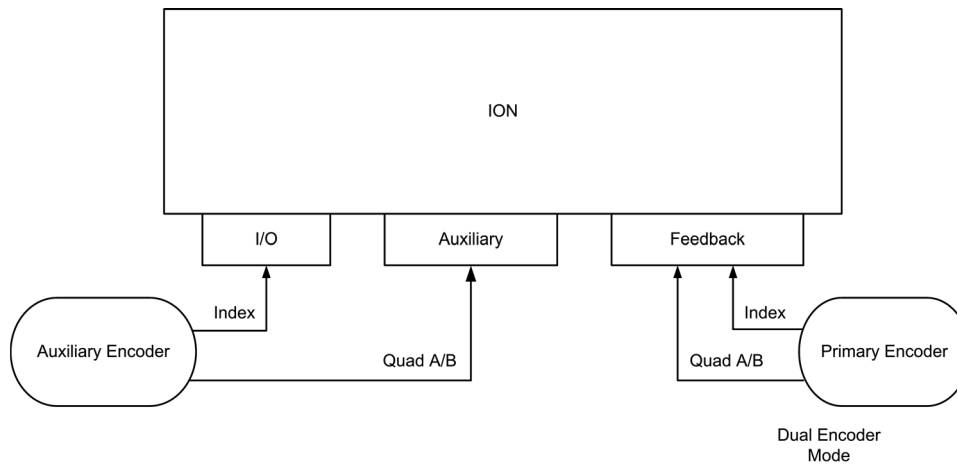 ION
I/O
Auxiliary
Feedback
Index
Index
Auxiliary Encoder
Primary Encoder
Quad A/B
Quad A/B
Dual Encoder
Mode